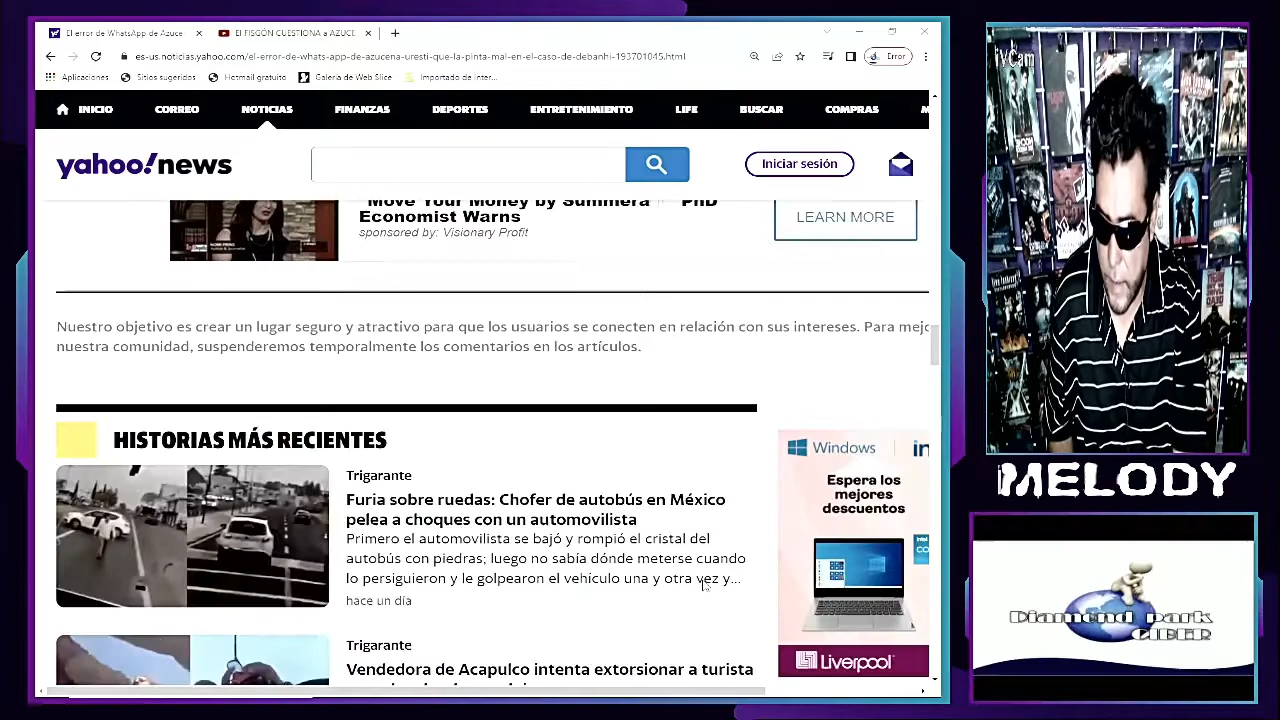 El error de WhatsApp de Azuce
EL FISGÓN CUESTIONA a AZUCE
es-us.noticias.yahoo.com/el-error-de-whatsapp-de-azucena-uresti-que-la-pinta-mal-en-el-caso-de-debanhi-193701045.html
Error
Aplicaciones
Sitios sugeridos
Hotmail gratuito
Galería de Web Slice
Importado de Inter...
INICIO
CORREO
NOTICIAS
FINANZAS
DEPORTES
ENTRETENIMIENTO
LIFE
BUSCAR
COMPRAS
M
yahoo!news
Iniciar sesión
"Move Your Money by Summera" PhD
Economist Warns
sponsored by: Visionary Profit
LEARN MORE
Nuestro objetivo es crear un lugar seguro y atractivo para que los usuarios se conecten en relación con sus intereses. Para mejo
nuestra comunidad, suspenderemos temporalmente los comentarios en los artículos.
HISTORIAS MÁS RECIENTES
Trigarante
Furia sobre ruedas: Chofer de autobús en México
pelea a choques con un automovilista
Primero el automovilista se bajó y rompió el cristal del
autobús con piedras; luego no sabía dónde meterse cuando
lo persiguieron y le golpearon el vehículo una y otra vez y...
hace un día
Trigarante
Vendedora de Acapulco intenta extorsionar a turista
Windows
in
Espera los
mejores
descuentos
Liverpool
MELODY
Diamond park
CIBER